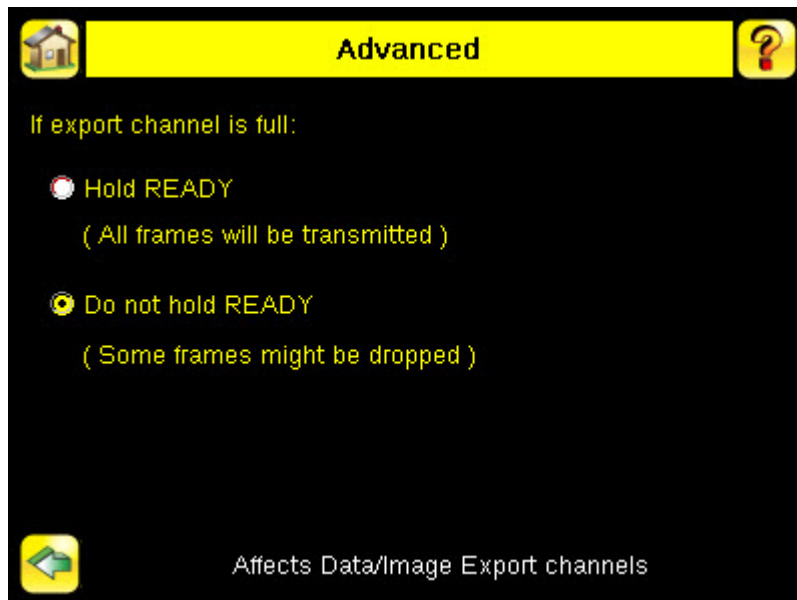 Advanced
If export channel is full:
Hold READY
( All frames will be transmitted )
Do not hold READY
( Some frames might be dropped )
Affects Data/Image Export channels